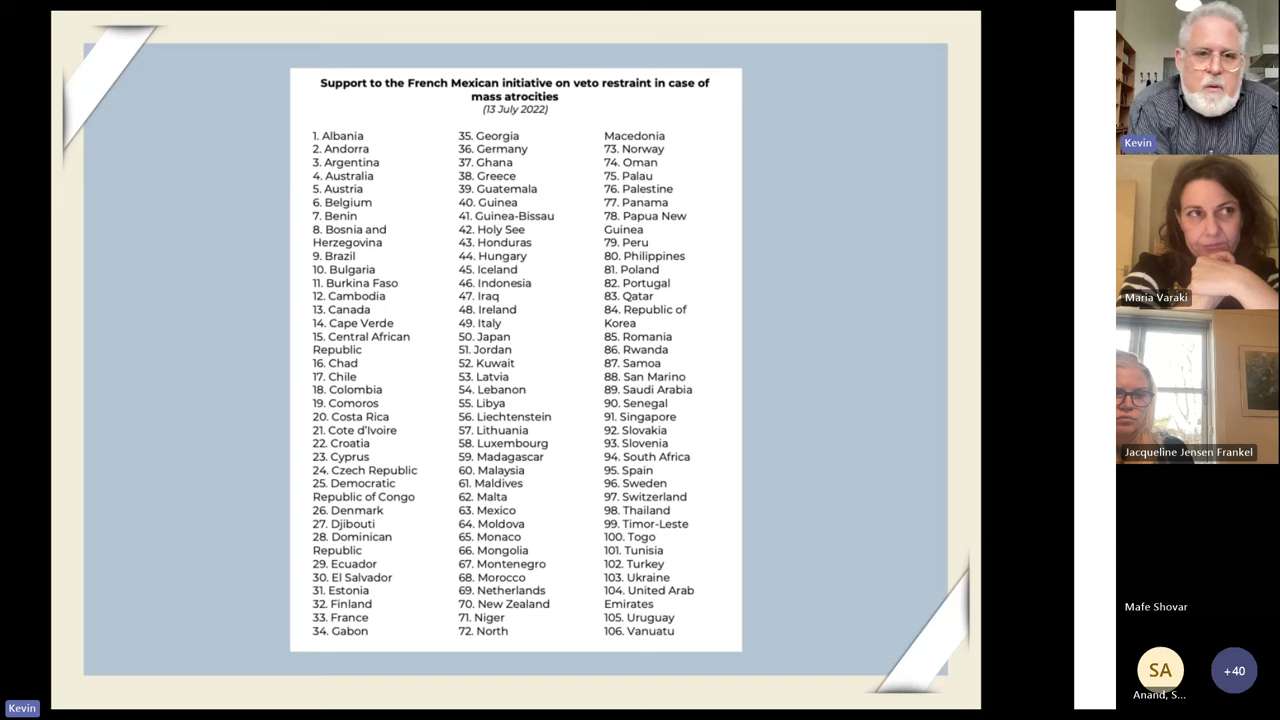 Support to the French Mexican initiative on veto restraint in case of
mass atrocities
(13 July 2022)
1. Albania
2. Andorra
3. Argentina
4. Australia
5. Austria
6. Belgium
7. Benin
8. Bosnia and
Herzegovina
9. Brazil
10. Bulgaria
11. Burkina Faso
12. Cambodia
13. Canada
14. Cape Verde
15. Central African
Republic
16. Chad
17. Chile
18. Colombia
19. Comoros
20. Costa Rica
21. Cote d'Ivoire
22. Croatia
23. Cyprus
24. Czech Republic
25. Democratic
Republic of Congo
26. Denmark
27. Djibouti
28. Dominican
Republic
29. Ecuador
30. El Salvador
31. Estonia
32. Finland
33. France
34. Gabon
35. Georgia
36. Germany
37. Ghana
38. Greece
39. Guatemala
40. Guinea
41. Guinea-Bissau
42. Holy See
43. Honduras
44. Hungary
45. Iceland
46. Indonesia
47. Iraq
48. Ireland
49. Italy
50. Japan
51. Jordan
52. Kuwait
53. Latvia
54. Lebanon
55. Libya
56. Liechtenstein
57. Lithuania
58. Luxembourg
59. Madagascar
60. Malaysia
61. Maldives
62. Malta
63. Mexico
64. Moldova
65. Monaco
66. Mongolia
67. Montenegro
68. Morocco
69. Netherlands
70. New Zealand
71. Niger
72. North
Macedonia
73. Norway
74. Oman
75. Palau
76. Palestine
77. Panama
78. Papua New
Guinea
79. Peru
80. Philippines
81. Poland
82. Portugal
83. Qatar
84. Republic of
Korea
85. Romania
86. Rwanda
87. Samoa
88. San Marino
89. Saudi Arabia
90. Senegal
91. Singapore
92. Slovakia
93. Slovenia
94. South Africa
95. Spain
96. Sweden
97. Switzerland
98. Thailand
99. Timor-Leste
100. Togo
101. Tunisia
102. Turkey
103. Ukraine
104. United Arab
Emirates
105. Uruguay
106. Vanuatu
Kevin
Kevin
Maria Varaki
Jacqueline Jensen Frankel
Mafe Shovar
SA
Anand, S...
+40